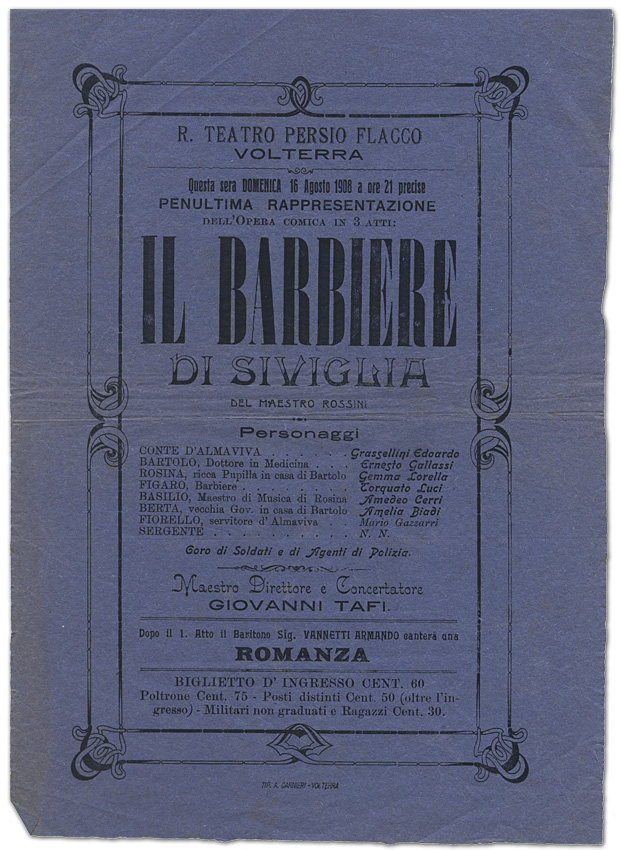 R. TEATRO PERSIO FLACCO
VOLTERRA
Questa sera DOMENICA 16 Agosto 1908 a ore 21 precise
PENULTIMA RAPPRESENTAZIONE
DELL'OPERA COMICA IN 3 ATTI:
IL BARBIERE
DI SIVIGLIA
DEL MAESTRO ROSSINI
Personaggi
CONTE D'ALMAVIVA . . . . . . Grassellini Edoardo
BARTOLO, Dottore in Medicina . . . Ernesto Gallassi
ROSINA, ricca Pupilla in casa di Bartolo Gemma Lorella
FIGARO, Barbiere . . . . . . . Torquato Luci
BASILIO, Maestro di Musica di Rosina Amedeo Cerri
BERTA, vecchia Gov. in casa di Bartolo Amelia Biadi
FIORELLO, servitore d' Almaviva . . Mario Gazzarri
SERGENTE . . . . . . . . . N. N.
Coro di Soldati e di Agenti di Polizia.
Maestro Direttore e Concertatore
GIOVANNI TAFI.
Dopo il 1. Atto il Baritono Sig. VANNETTI ARMANDO canterà una
ROMANZA
BIGLIETTO D' INGRESSO CENT. 60
Poltrone Cent. 75 - Posti distinti Cent. 50 (oltre l'in-
gresso) - Militari non graduati e Ragazzi Cent. 30.
TIP. A. CARNIERI - VOLTERRA